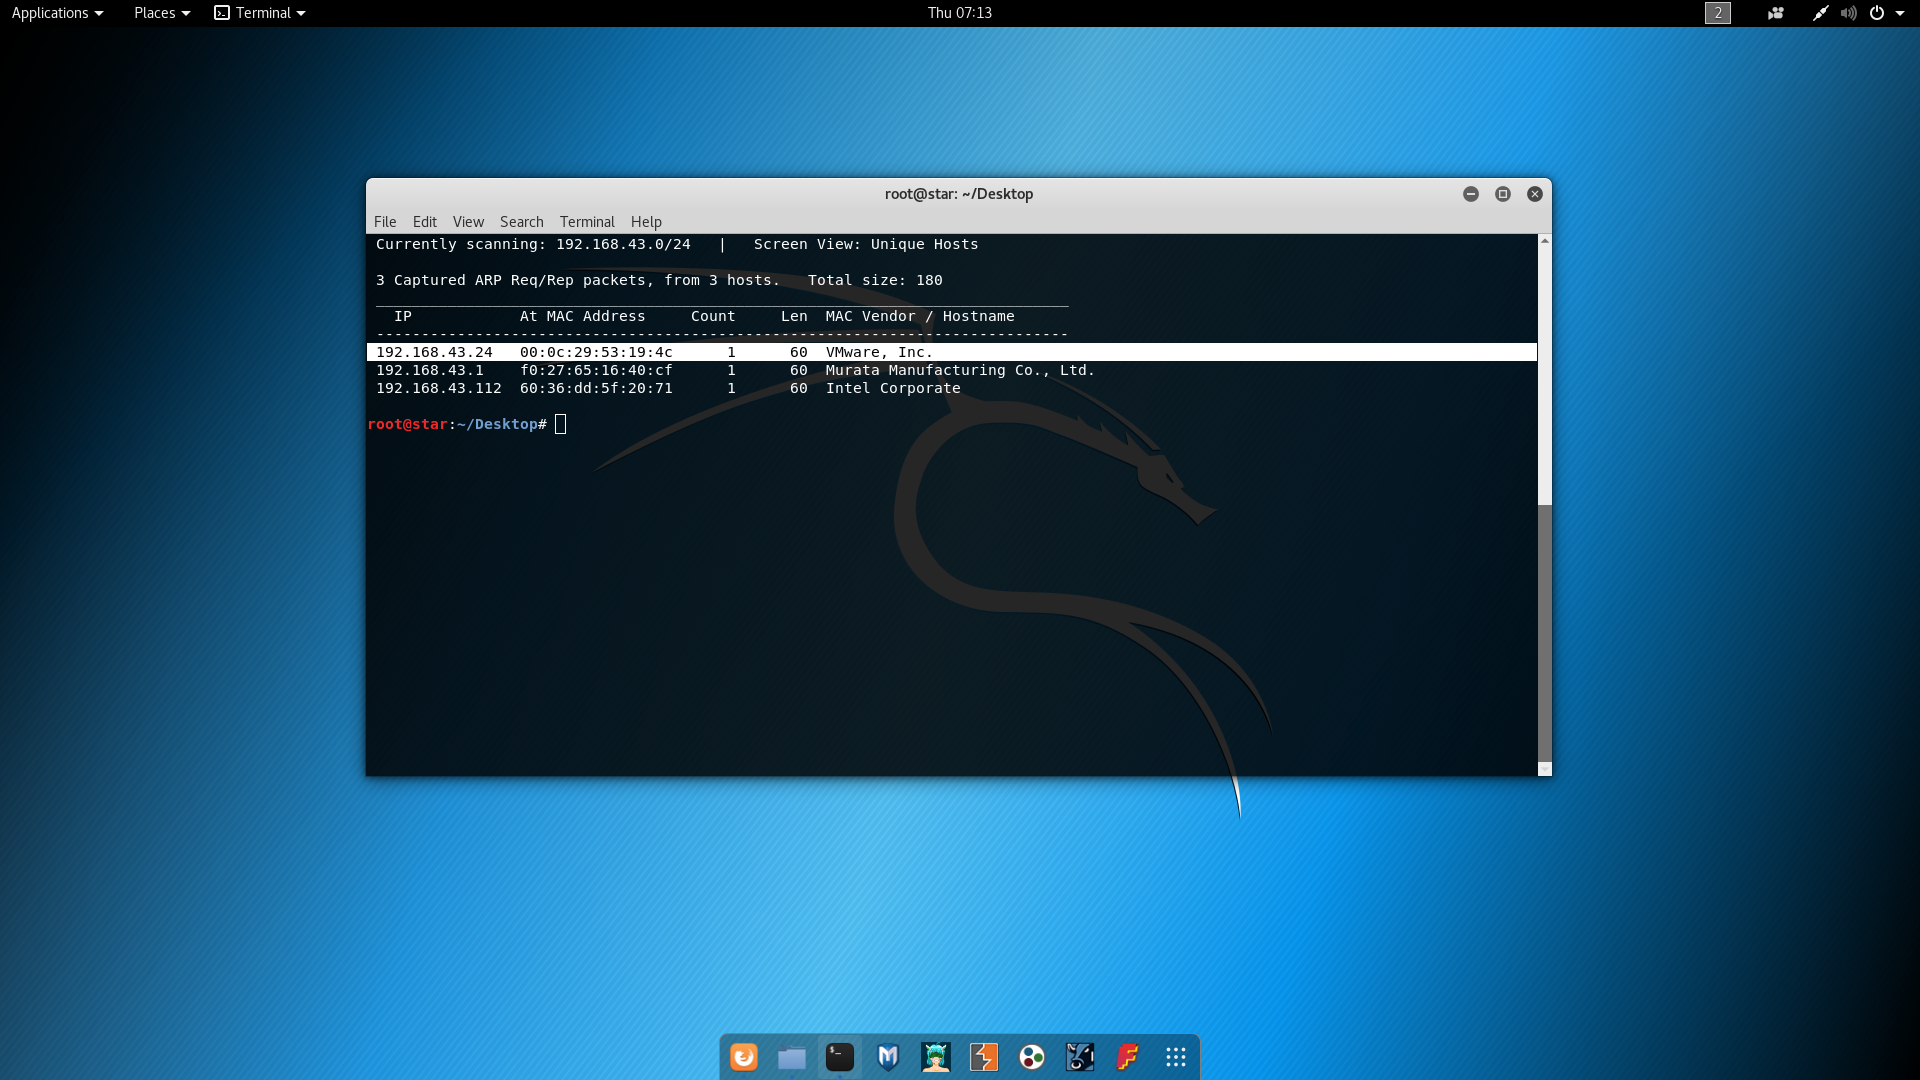 Applications Places Terminal Thu 07:13 2
root@star: ~/Desktop
File Edit View Search Terminal Help
Currently scanning: 192.168.43.0/24   |   Screen View: Unique Hosts
3 Captured ARP Req/Rep packets, from 3 hosts.   Total size: 180
_____________________________________________________________________________
IP            At MAC Address     Count     Len  MAC Vendor / Hostname
-----------------------------------------------------------------------------
192.168.43.24   00:0c:29:53:19:4c      1      60  VMware, Inc.
192.168.43.1    f0:27:65:16:40:cf      1      60  Murata Manufacturing Co., Ltd.
192.168.43.112  60:36:dd:5f:20:71      1      60  Intel Corporate
root@star:~/Desktop#